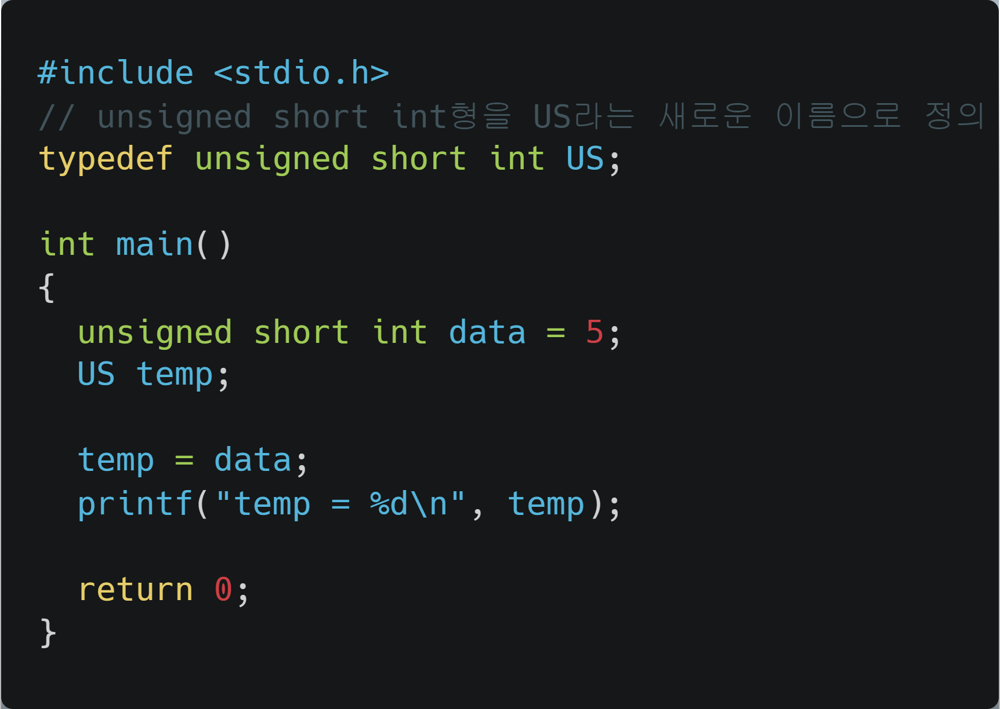 #include <stdio.h>
// unsigned short int형을 US라는 새로운 이름으로 정의
typedef unsigned short int US;
int main()
{
unsigned short int data = 5;
US temp;
temp = data;
printf("temp = %d\n", temp);
return 0;
}